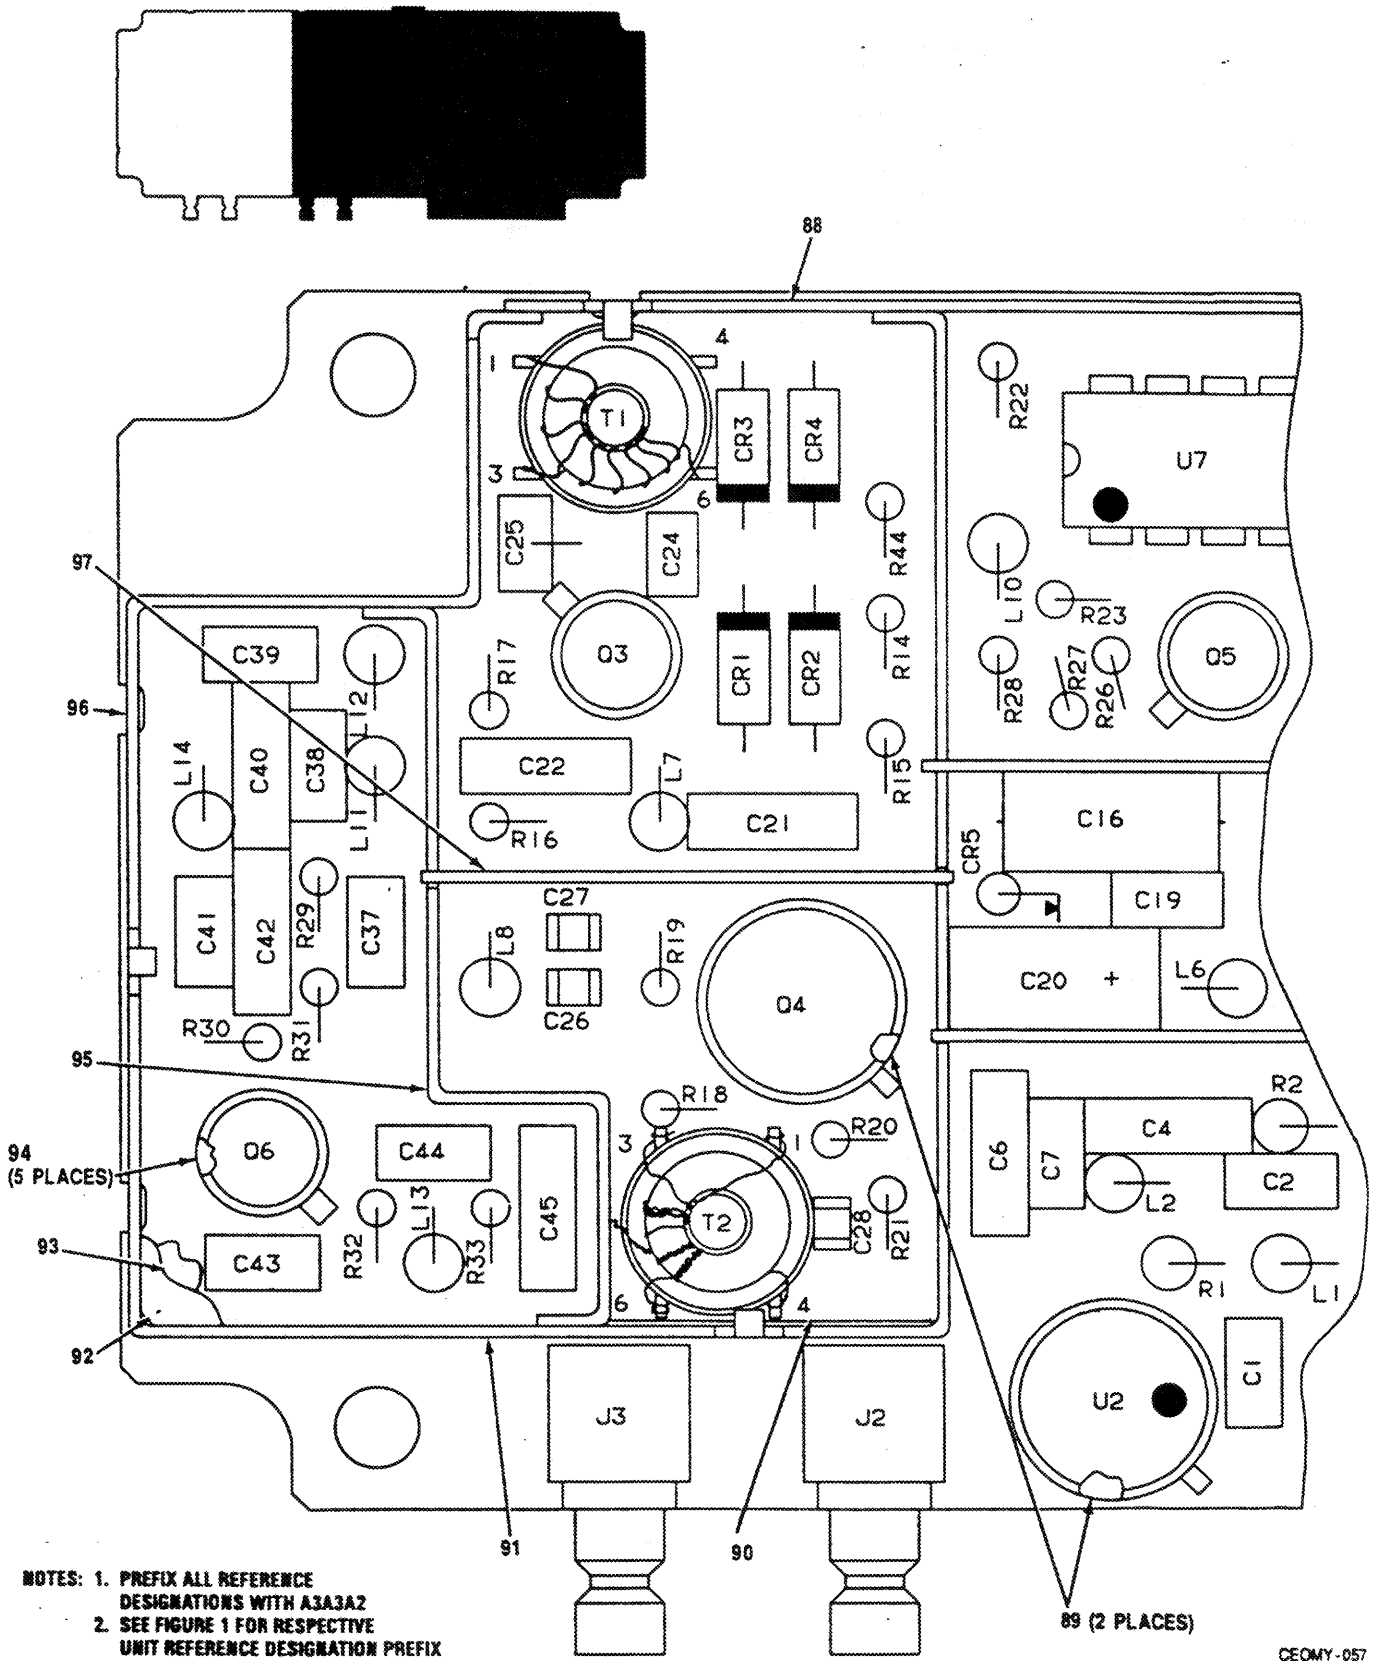 88
4
1
T1
3
6
CR3
CR4
R22
U7
C25
C24
R44
L10
R23
97
C39
R17
Q3
CR1
CR2
R14
R28
R27
R26
Q5
96
L12
L14
C40
C38
C22
L7
R15
L11
R16
C21
C16
CR5
C27
C19
C41
C42
R29
C37
L8
R19
C26
Q4
C20 +
L6
R30
R31
95
R18
R2
3
1
R20
C6
C7
C4
94
(5 PLACES)
Q6
C44
C45
T2
C28
R21
L2
C2
R32
L13
R33
93
C43
R1
L1
6
4
92
C1
J3
J2
U2
91
90
89 (2 PLACES)
NOTES: 1. PREFIX ALL REFERENCE
DESIGNATIONS WITH A3A3A2
2. SEE FIGURE 1 FOR RESPECTIVE
UNIT REFERENCE DESIGNATION PREFIX
CEOMY-057